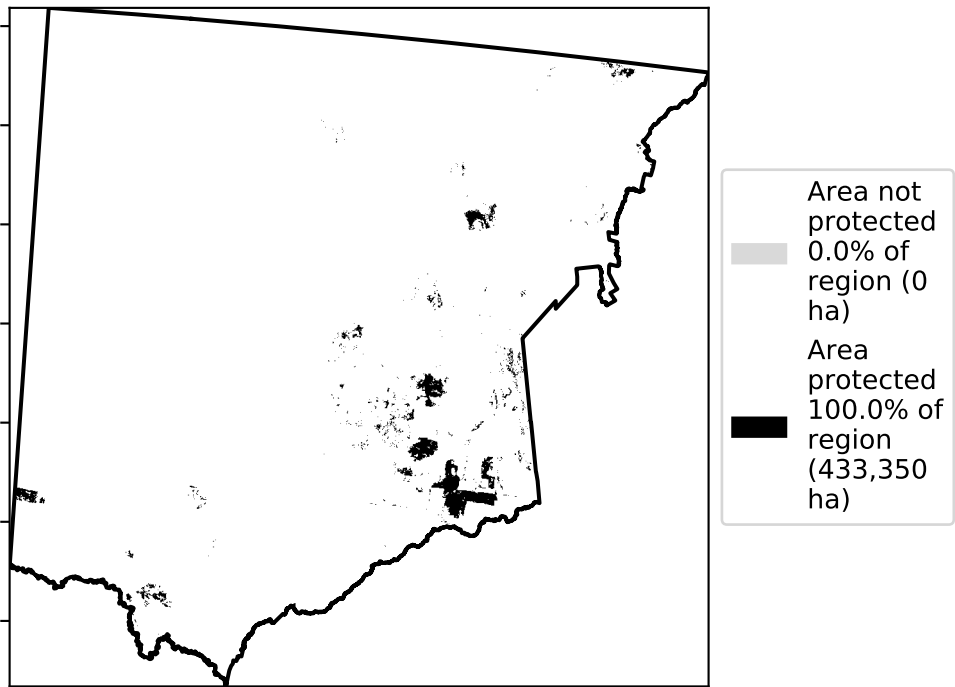 Area not
protected
0.0% of
region (0
ha)
Area
protected
100.0% of
region
(433,350
ha)